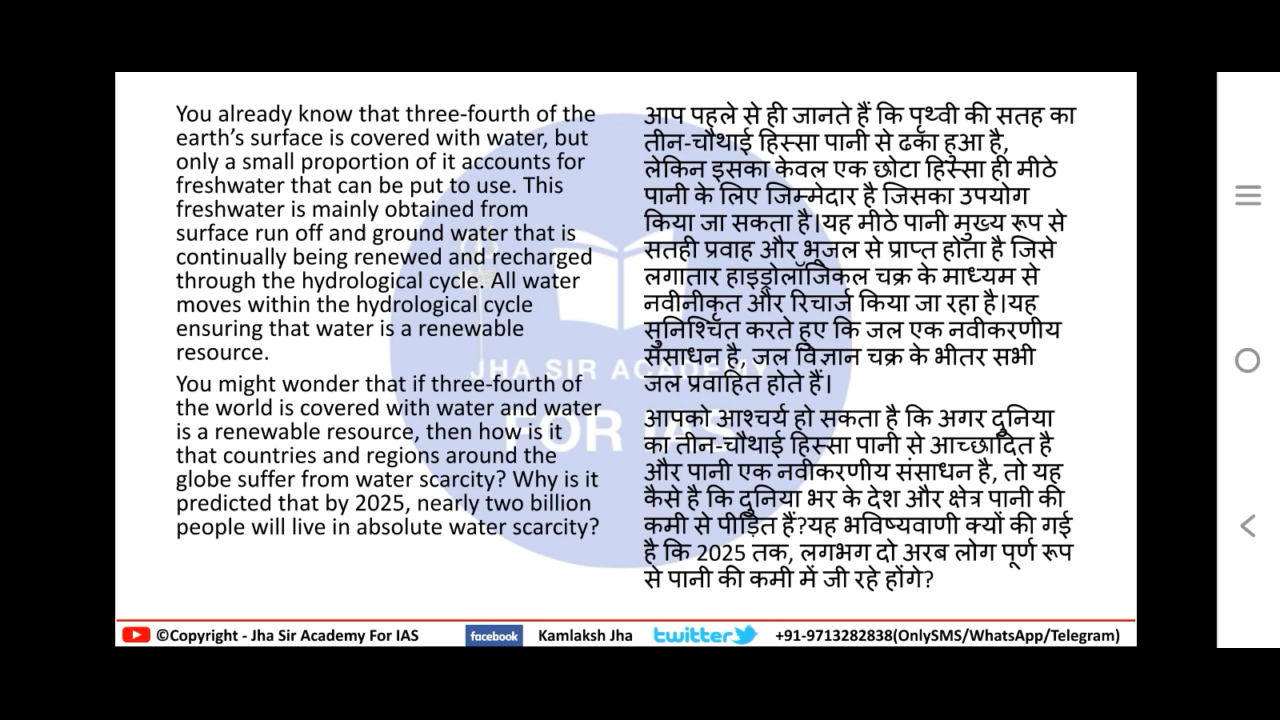 You already know that three-fourth of the
earth’s surface is covered with water, but
only a small proportion of it accounts for
freshwater that can be put to use. This
freshwater is mainly obtained from
surface run off and ground water that is
continually being renewed and recharged
through the hydrological cycle. All water
moves within the hydrological cycle
ensuring that water is a renewable
resource.
You might wonder that if three-fourth of
the world is covered with water and water
is a renewable resource, then how is it
that countries and regions around the
globe suffer from water scarcity? Why is it
predicted that by 2025, nearly two billion
people will live in absolute water scarcity?
आप पहले से ही जानते हैं कि पृथ्वी की सतह का
तीन-चौथाई हिस्सा पानी से ढका हुआ है,
लेकिन इसका केवल एक छोटा हिस्सा ही मीठे
पानी के लिए जिम्मेदार है जिसका उपयोग
किया जा सकता है।यह मीठे पानी मुख्य रूप से
सतही प्रवाह और भूजल से प्राप्त होता है जिसे
लगातार हाइड्रोलॉजिकल चक्र के माध्यम से
नवीनीकृत और रिचार्ज किया जा रहा है।यह
सुनिश्चित करते हुए कि जल एक नवीकरणीय
संसाधन है, जल विज्ञान चक्र के भीतर सभी
जल प्रवाहित होते हैं।
आपको आश्चर्य हो सकता है कि अगर दुनिया
का तीन-चौथाई हिस्सा पानी से आच्छादित है
और पानी एक नवीकरणीय संसाधन है, तो यह
कैसे है कि दुनिया भर के देश और क्षेत्र पानी की
कमी से पीड़ित हैं?यह भविष्यवाणी क्यों की गई
है कि 2025 तक, लगभग दो अरब लोग पूर्ण रूप
से पानी की कमी में जी रहे होंगे?
JHA SIR ACADEMY
FOR IAS
©Copyright - Jha Sir Academy For IAS facebook Kamlaksh Jha twitter +91-9713282838(OnlySMS/WhatsApp/Telegram)